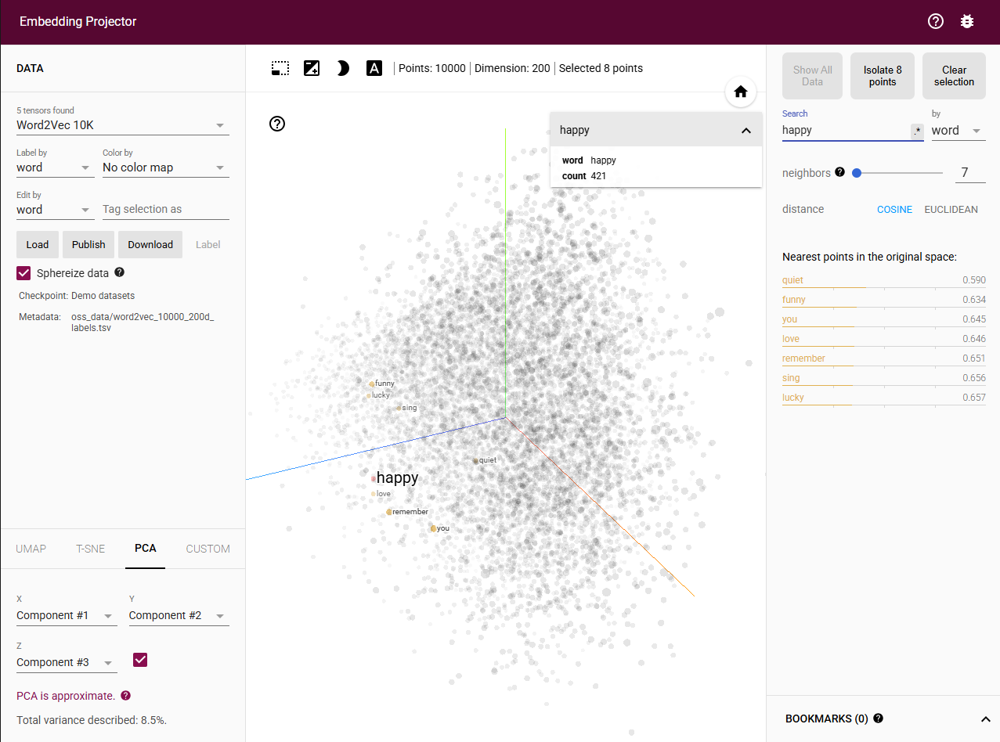 Embedding Projector
DATA
5 tensors found
Word2Vec 10K
Label by
Color by
word
No color map
Edit by
word
Tag selection as
Load
Publish
Download
Label
Sphereize data
Checkpoint: Demo datasets
Metadata: oss_data/word2vec_10000_200d_
labels.tsv
UMAP
T-SNE
PCA
CUSTOM
X
Y
Component #1
Component #2
Z
Component #3
PCA is approximate.
Total variance described: 8.5%.
A
Points: 10000 | Dimension: 200 | Selected 8 points
happy
word happy
count 421
funny
lucky
sing
quiet
happy
love
remember
you
Show All
Data
Isolate 8
points
Clear
selection
Search
by
happy
.*
word
neighbors
7
distance
COSINE
EUCLIDEAN
Nearest points in the original space:
quiet 0.590
funny 0.634
you 0.645
love 0.646
remember 0.651
sing 0.656
lucky 0.657
BOOKMARKS (0)